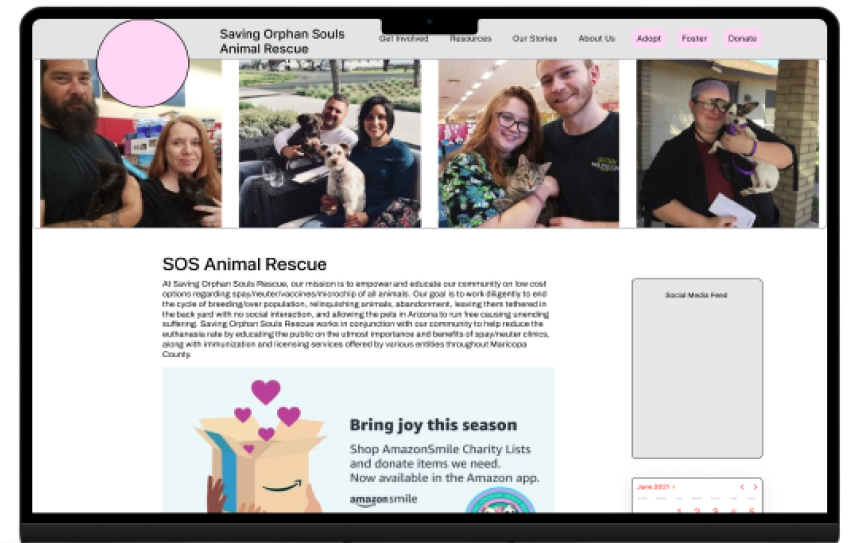 Saving Orphan Souls
Animal Rescue
Get Involved
Resources
Our Stories
About Us
Adopt
Foster
Donate
SOS Animal Rescue
At Saving Orphan Souls Rescue, our mission is to empower and educate our community on low cost
options regarding spay/neuter/vaccines/microchip of all animals. Our goal is to work diligently to end
the cycle of breeding/over population, relinquishing animals, abandonment, leaving them tethered in
the back yard with no social interaction, and allowing the pets in Arizona to run free causing unending
suffering. Saving Orphan Souls Rescue works in conjunction with our community to help reduce the
euthanasia rate by educating the public on the utmost importance and benefits of spay/neuter clinics,
along with immunization and licensing services offered by various entities throughout Maricopa
County.
Social Media Feed
Bring joy this season
Shop AmazonSmile Charity Lists
and donate items we need.
Now available in the Amazon app.
amazonsmile
June 2021 >
< >
1 2 3 4 5